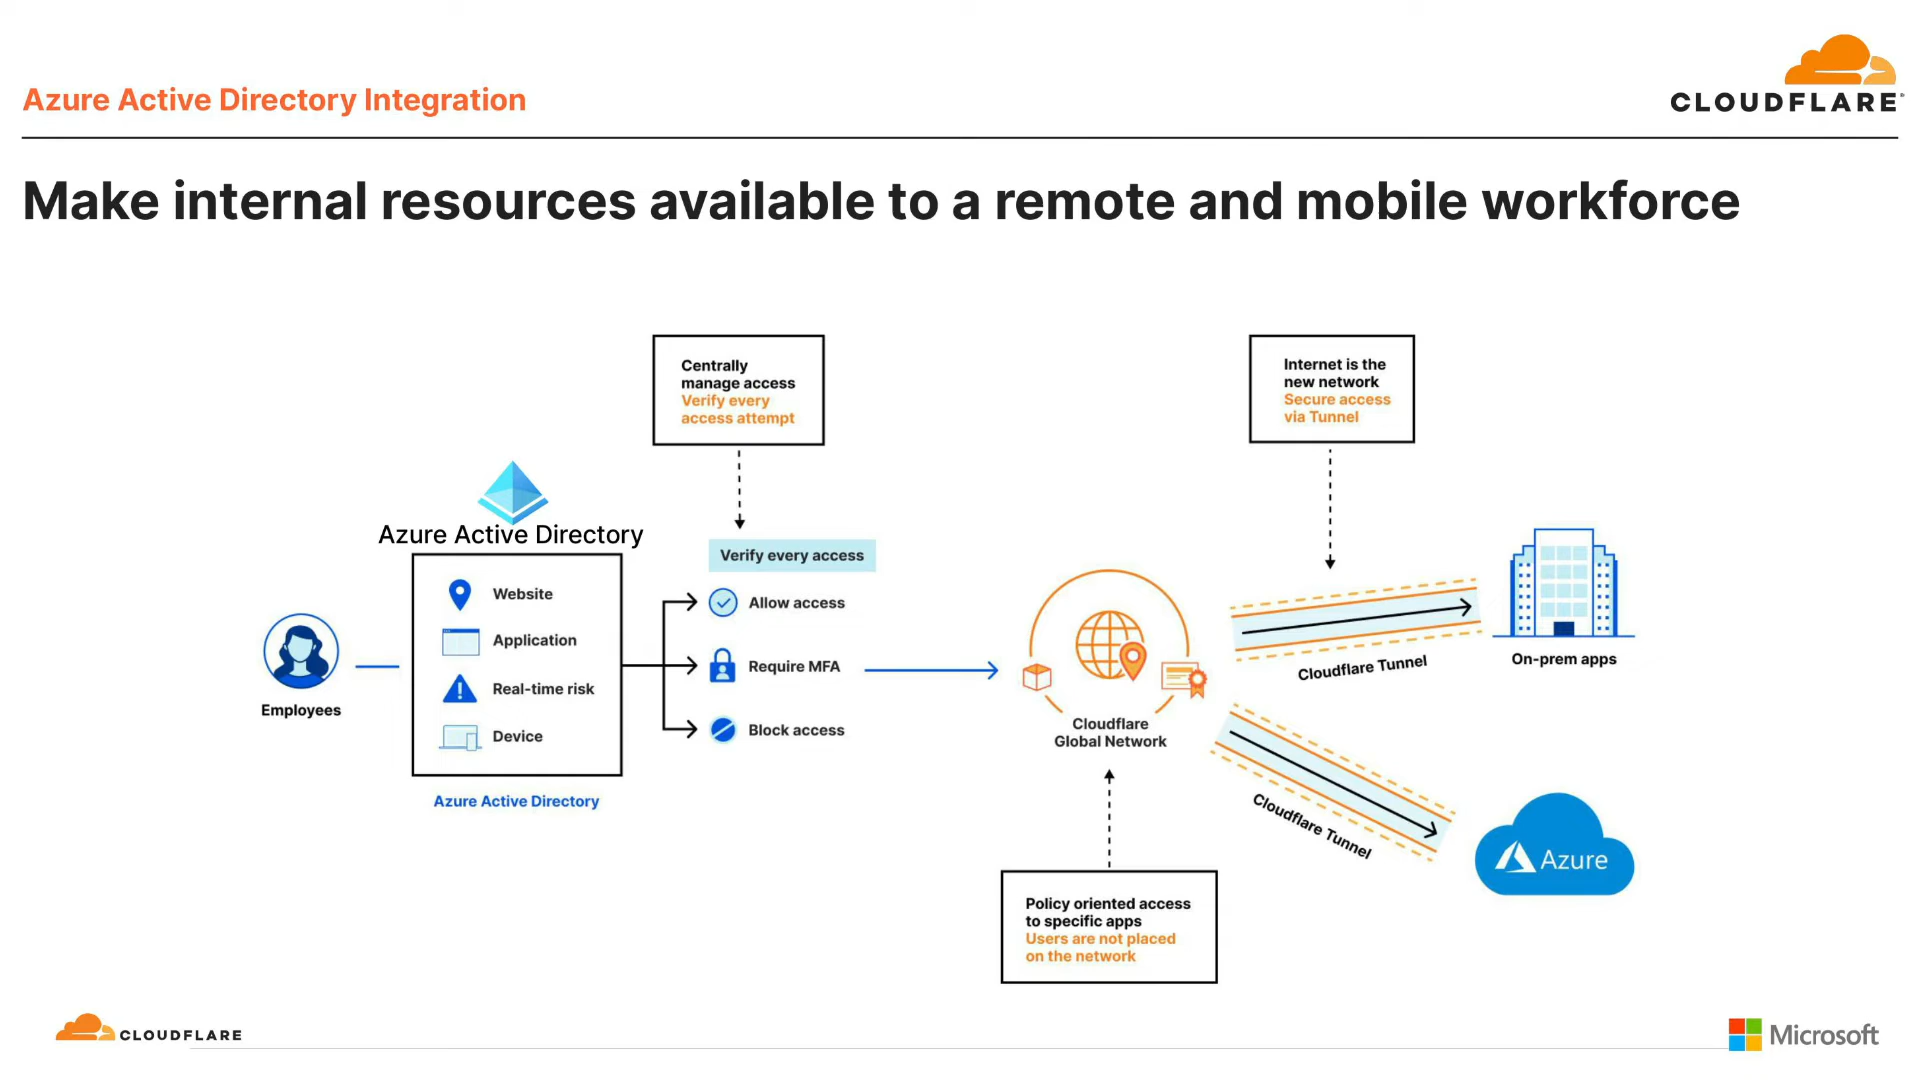 CLOUDFLARE
Azure Active Directory Integration
Make internal resources available to a remote and mobile workforce
Centrally
manage access
Verify every
access attempt
Internet is the
new network
Secure access
via Tunnel
Azure Active Directory
Website
Application
Real-time risk
Device
Azure Active Directory
Employees
Verify every access
Allow access
Require MFA
Block access
Cloudflare
Global Network
Cloudflare Tunnel
On-prem apps
Cloudflare Tunnel
Azure
Policy oriented access
to specific apps
Users are not placed
on the network
CLOUDFLARE
Microsoft